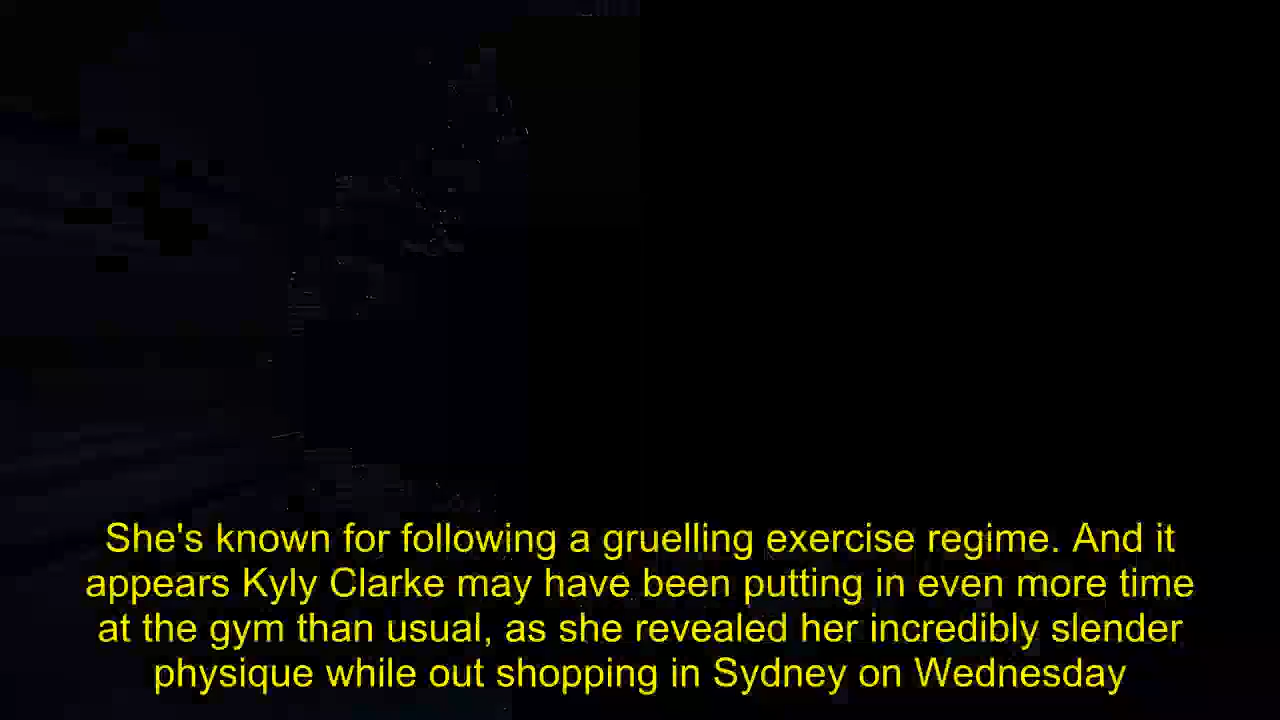 She's known for following a gruelling exercise regime. And it
appears Kyly Clarke may have been putting in even more time
at the gym than usual, as she revealed her incredibly slender
physique while out shopping in Sydney on Wednesday